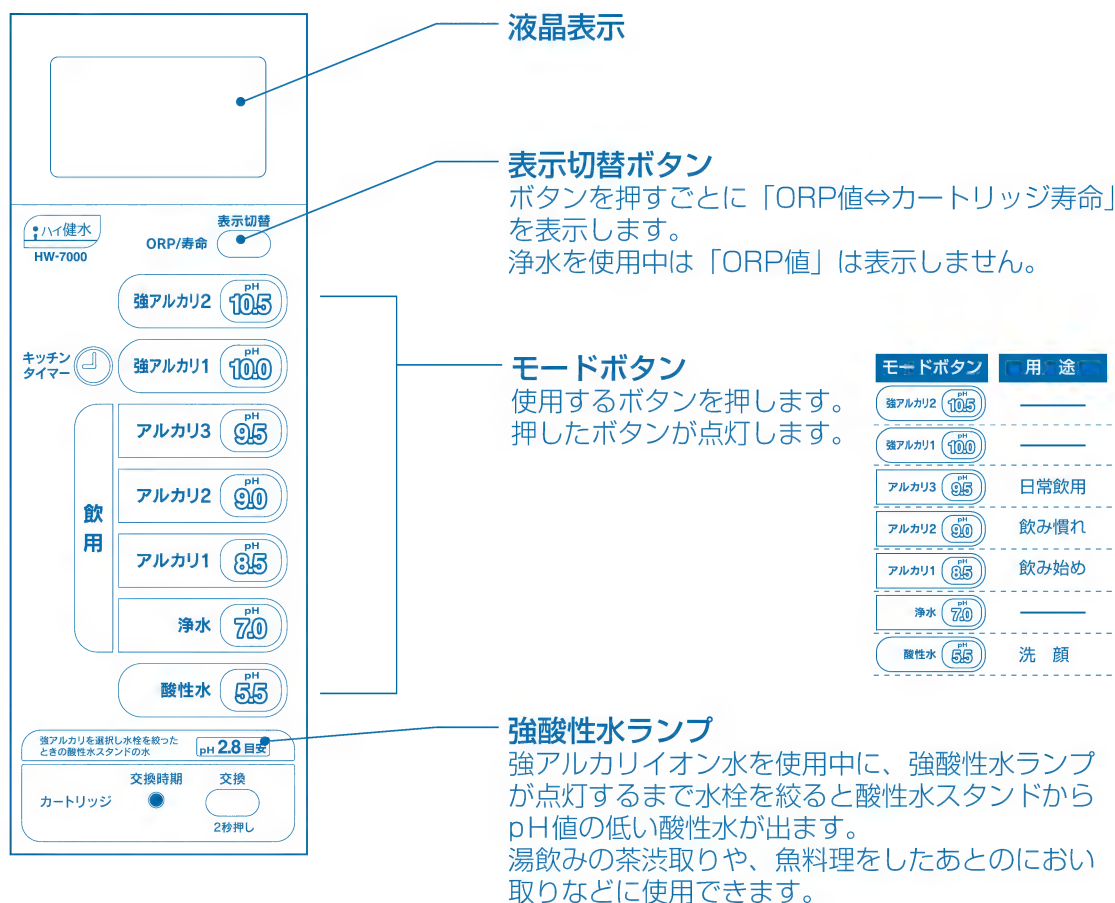 液晶表示
表示切替ボタン
ボタンを押すごとに「ORP値⇔カートリッジ寿命」
を表示します。
浄水を使用中は「ORP値」は表示しません。
ハイ健水
HW-7000
表示切替
ORP/寿命
強アルカリ2 pH 10.5
キッチン
タイマー
強アルカリ1 pH 10.0
飲用
アルカリ3 pH 9.5
アルカリ2 pH 9.0
アルカリ1 pH 8.5
浄水 pH 7.0
酸性水 pH 5.5
強アルカリを選択し水栓を絞った
ときの酸性水スタンドの水
pH 2.8 目安
カートリッジ
交換時期
交換
2秒押し
モードボタン
使用するボタンを押します。
押したボタンが点灯します。
モードボタン 用途
強アルカリ2 pH 10.5
強アルカリ1 pH 10.0
アルカリ3 pH 9.5 日常飲用
アルカリ2 pH 9.0 飲み慣れ
アルカリ1 pH 8.5 飲み始め
浄水 pH 7.0
酸性水 pH 5.5 洗 顔
強酸性水ランプ
強アルカリイオン水を使用中に、強酸性水ランプ
が点灯するまで水栓を絞ると酸性水スタンドから
pH値の低い酸性水が出ます。
湯飲みの茶渋取りや、魚料理をしたあとのにおい
取りなどに使用できます。